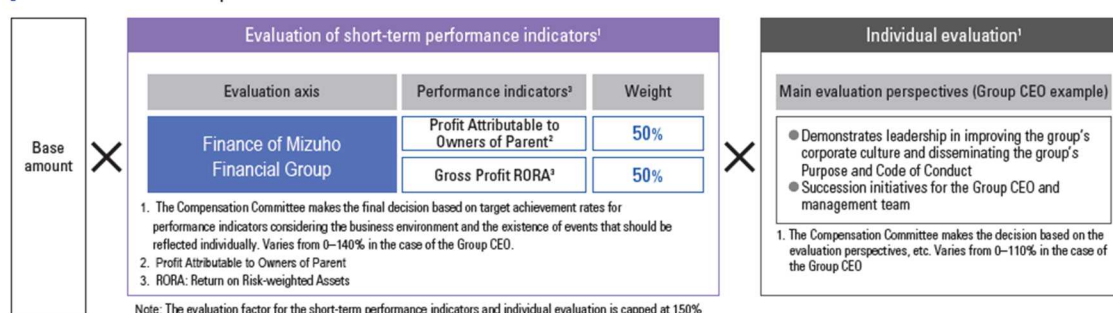 Evaluation of short-term performance indicators¹
Individual evaluation¹
Evaluation axis
Performance indicators³
Weight
Main evaluation perspectives (Group CEO example)
Base
amount
×
Finance of Mizuho
Financial Group
Profit Attributable to
Owners of Parent²
50%
Gross Profit RORA³
50%
×
● Demonstrates leadership in improving the group's
corporate culture and disseminating the group's
Purpose and Code of Conduct
● Succession initiatives for the Group CEO and
management team
1. The Compensation Committee makes the final decision based on target achievement rates for
performance indicators considering the business environment and the existence of events that should be
reflected individually. Varies from 0–140% in the case of the Group CEO.
2. Profit Attributable to Owners of Parent
3. RORA: Return on Risk-weighted Assets
1. The Compensation Committee makes the decision based on the
evaluation perspectives, etc. Varies from 0–110% in the case of
the Group CEO
Note: The evaluation factor for the short-term performance indicators and individual evaluation is capped at 150%